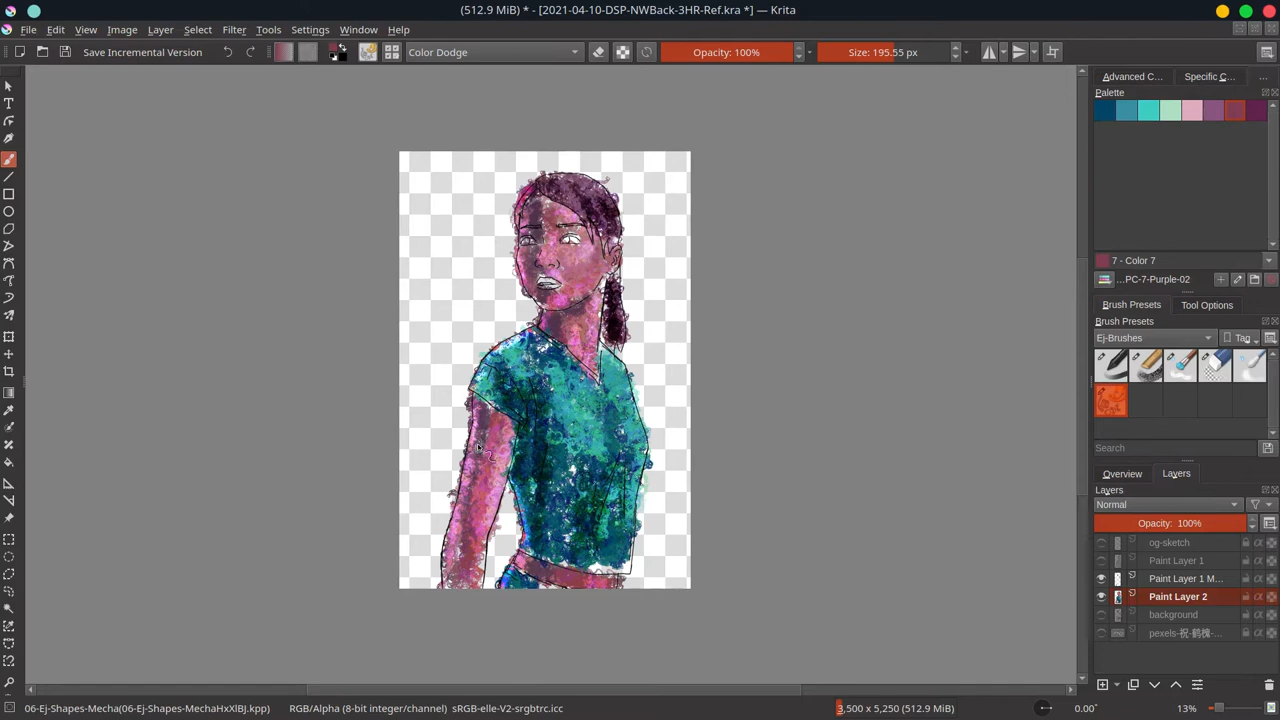 (512.9 MiB) * - [2021-04-10-DSP-NWBack-3HR-Ref.kra *] — Krita
File Edit View Image Layer Select Filter Tools Settings Window Help
Save Incremental Version
Color Dodge
Opacity: 100%
Size: 195.55 px
Advanced C...
Specific C...
...
Palette
7 - Color 7
...PC-7-Purple-02
Brush Presets
Tool Options
Brush Presets
Ej-Brushes
Tag
Search
Overview
Layers
Layers
Normal
Opacity: 100%
og-sketch
Paint Layer 1
Paint Layer 1 M...
Paint Layer 2
background
pexels-祝-鹤槐-...
06-Ej-Shapes-Mecha(06-Ej-Shapes-MechaHxXlBJ.kpp)
RGB/Alpha (8-bit integer/channel) sRGB-elle-V2-srgbtrc.icc
3,500 x 5,250 (512.9 MiB)
0.00°
13%